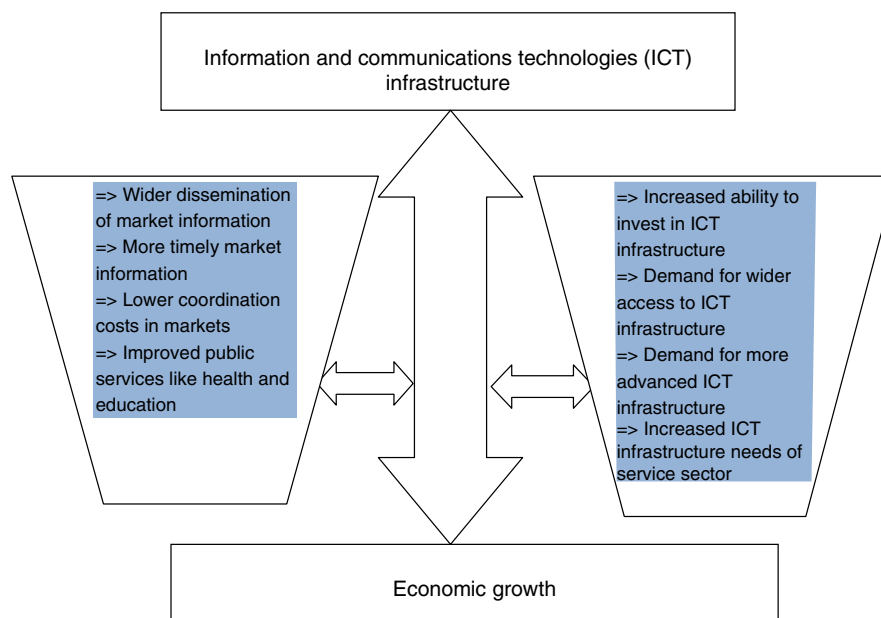 Information and communications technologies (ICT)
infrastructure
=> Wider dissemination
of market information
=> More timely market
information
=> Lower coordination
costs in markets
=> Improved public
services like health and
education
=> Increased ability to
invest in ICT
infrastructure
=> Demand for wider
access to ICT
infrastructure
=> Demand for more
advanced ICT
infrastructure
=> Increased ICT
infrastructure needs of
service sector
Economic growth